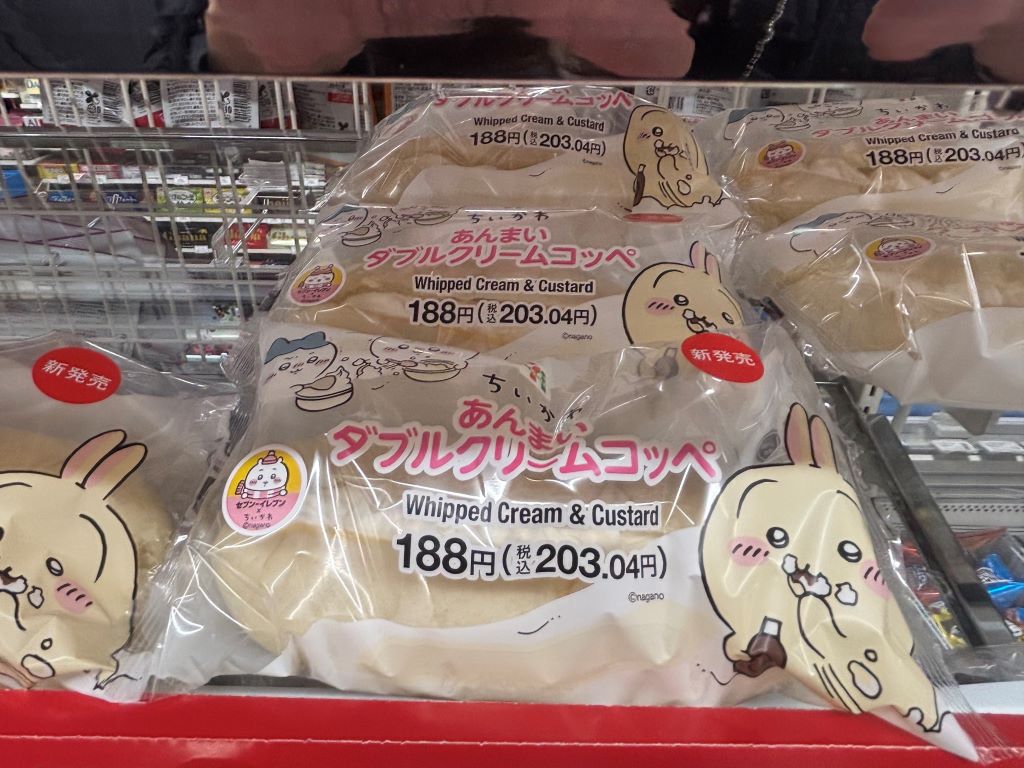 ダブルクリームコッペ
Whipped Cream & Custard
188円(税込203.04円)
©nagano
Whipped Cream & Custard
188円(税込203.04円)
ちいかわ
あんまい
ダブルクリームコッペ
Whipped Cream & Custard
188円(税込203.04円)
©nagano
新発売
新発売
ちいかわ
あんまい
ダブルクリームコッペ
セブン-イレブン
×
ちいかわ
©nagano
Whipped Cream & Custard
188円(税込203.04円)
©nagano